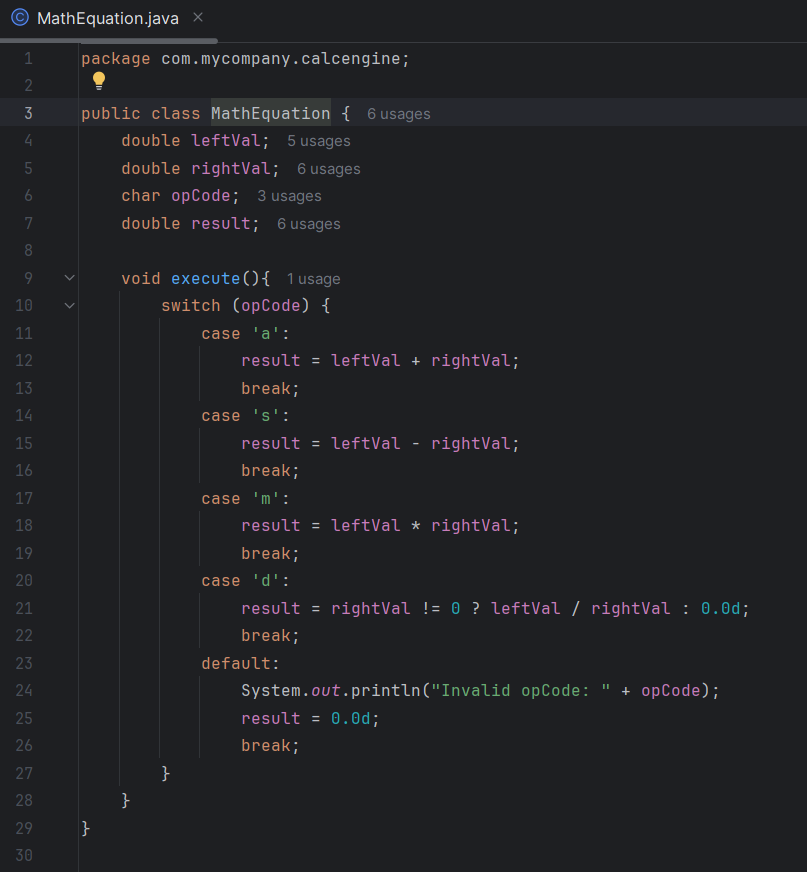 MathEquation.java
1 package com.mycompany.calcengine;
2
3 public class MathEquation { 6 usages
4     double leftVal; 5 usages
5     double rightVal; 6 usages
6     char opCode; 3 usages
7     double result; 6 usages
8
9     void execute(){ 1 usage
10         switch (opCode) {
11             case 'a':
12                 result = leftVal + rightVal;
13                 break;
14             case 's':
15                 result = leftVal - rightVal;
16                 break;
17             case 'm':
18                 result = leftVal * rightVal;
19                 break;
20             case 'd':
21                 result = rightVal != 0 ? leftVal / rightVal : 0.0d;
22                 break;
23             default:
24                 System.out.println("Invalid opCode: " + opCode);
25                 result = 0.0d;
26                 break;
27         }
28     }
29 }
30